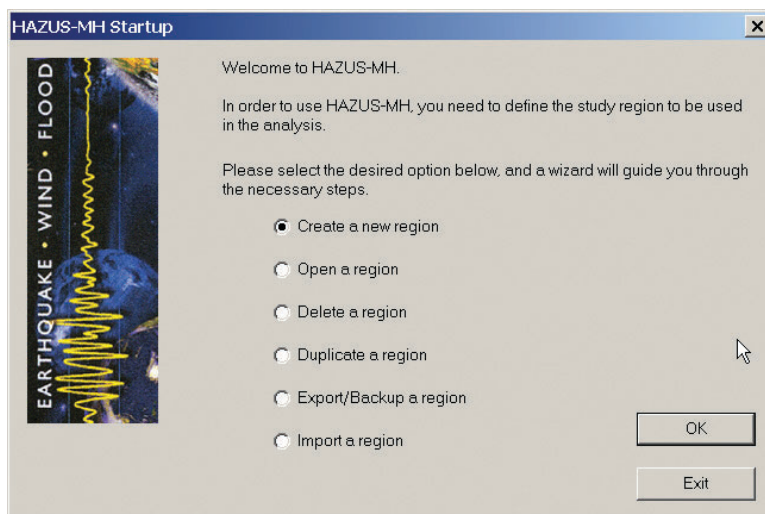 HAZUS-MH Startup
EARTHQUAKE • WIND • FLOOD
Welcome to HAZUS-MH.
In order to use HAZUS-MH, you need to define the study region to be used
in the analysis.
Please select the desired option below, and a wizard will guide you through
the necessary steps.
Create a new region
Open a region
Delete a region
Duplicate a region
Export/Backup a region
Import a region
OK
Exit